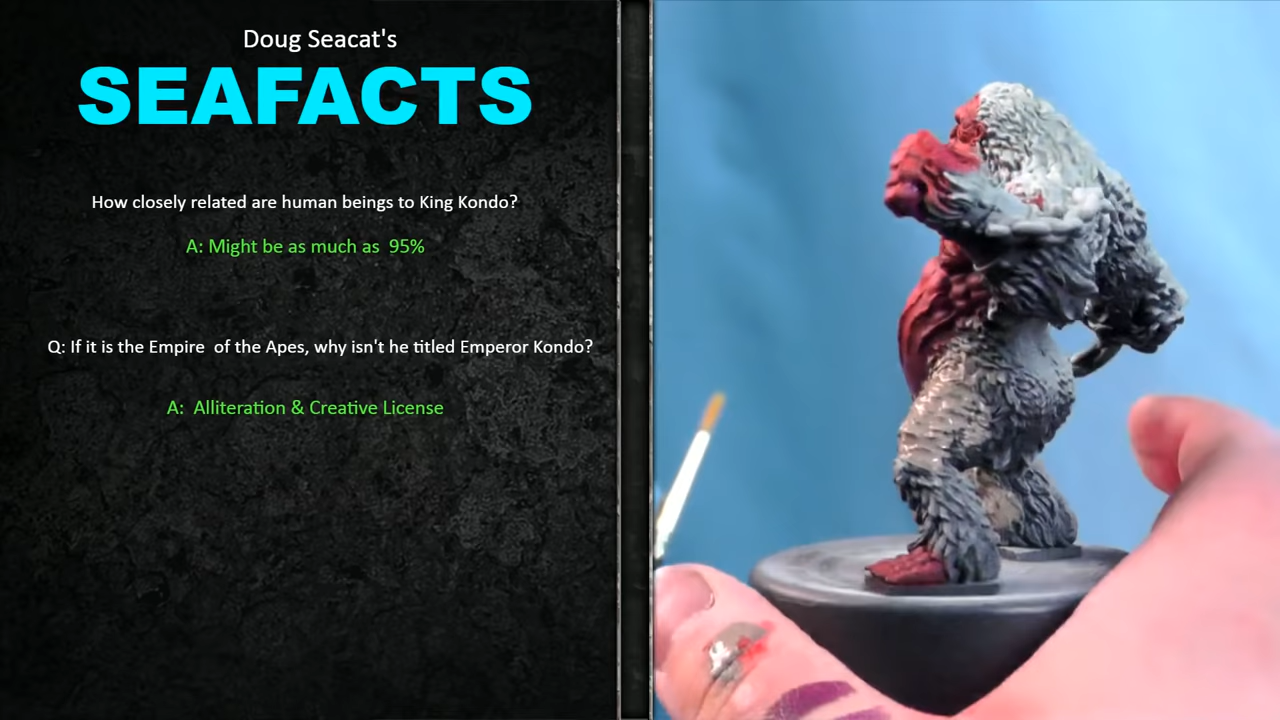 Doug Seacat's
SEAFACTS
How closely related are human beings to King Kondo?
A: Might be as much as 95%
Q: If it is the Empire of the Apes, why isn't he titled Emperor Kondo?
A: Alliteration & Creative License